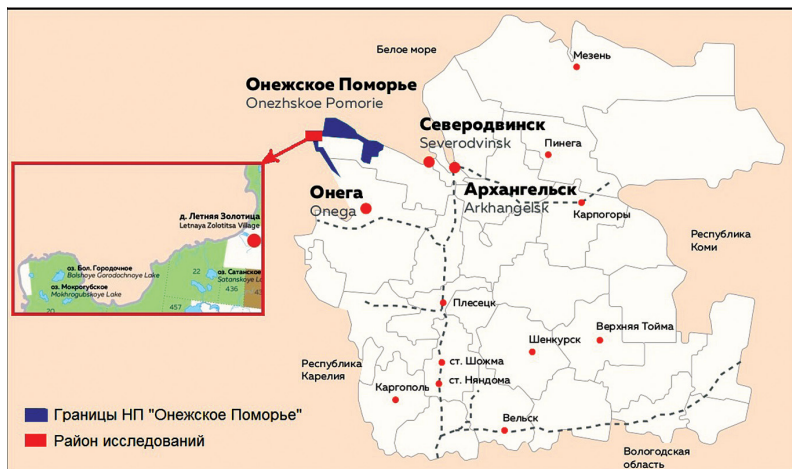 Белое море
Мезень
Онежское Поморье
Onezhskoe Pomorie
Северодвинск
Severodvinsk
Пинега
Онега
Onega
Архангельск
Arkhangelsk
Карпогоры
Республика
Коми
д. Летняя Золотица
Letnaya Zolotitsa Village
оз. Бол. Городочное
Bolshoye Gorodochnoye Lake
оз. Мокрогубское
Mokhrogubskoye Lake
22
оз. Сатанское
Satanskoye La
436
43
20
457
Плесецк
Шенкурск
Верхняя Тойма
Республика
Карелия
ст. Шожма
ст. Няндома
Каргополь
Вельск
Вологодская
область
Границы НП "Онежское Поморье"
Район исследований